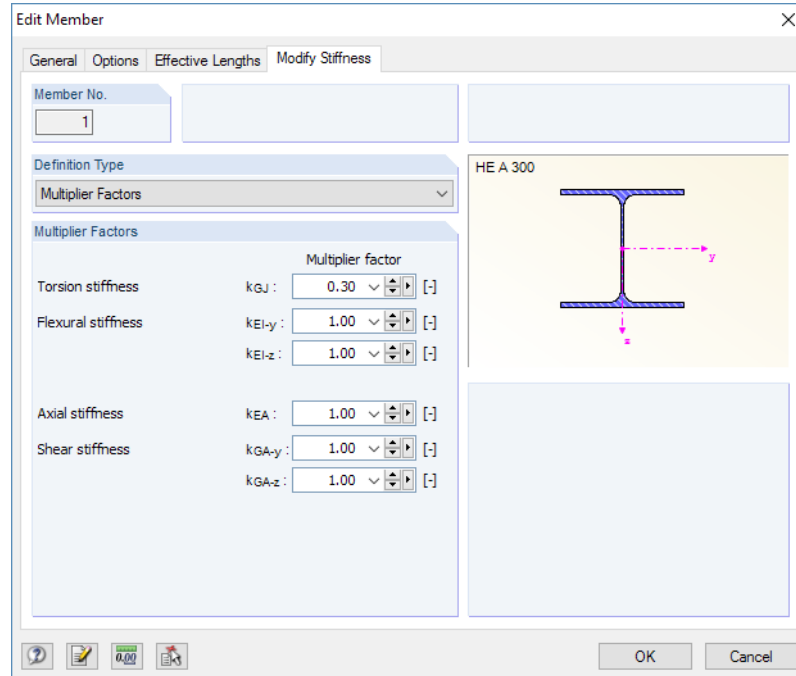 Edit Member
General Options Effective Lengths Modify Stiffness
Member No.
1
Definition Type
Multiplier Factors
HE A 300
y
z
Multiplier Factors
Multiplier factor
Torsion stiffness kGJ : 0.30 [-]
Flexural stiffness kEI-y : 1.00 [-]
kEI-z : 1.00 [-]
Axial stiffness kEA : 1.00 [-]
Shear stiffness kGA-y : 1.00 [-]
kGA-z : 1.00 [-]
0.00
OK Cancel